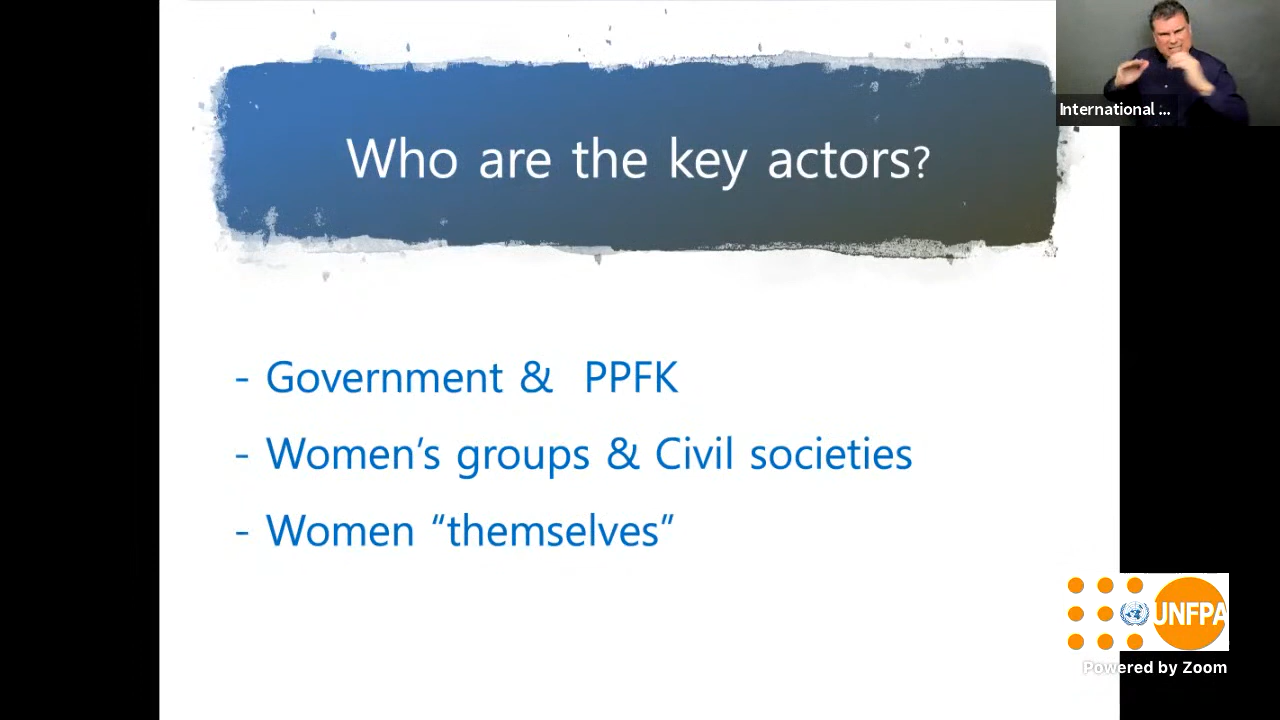 International ...
Who are the key actors?
- Government & PPFK
- Women's groups & Civil societies
- Women “themselves”
UNFPA
Powered by Zoom